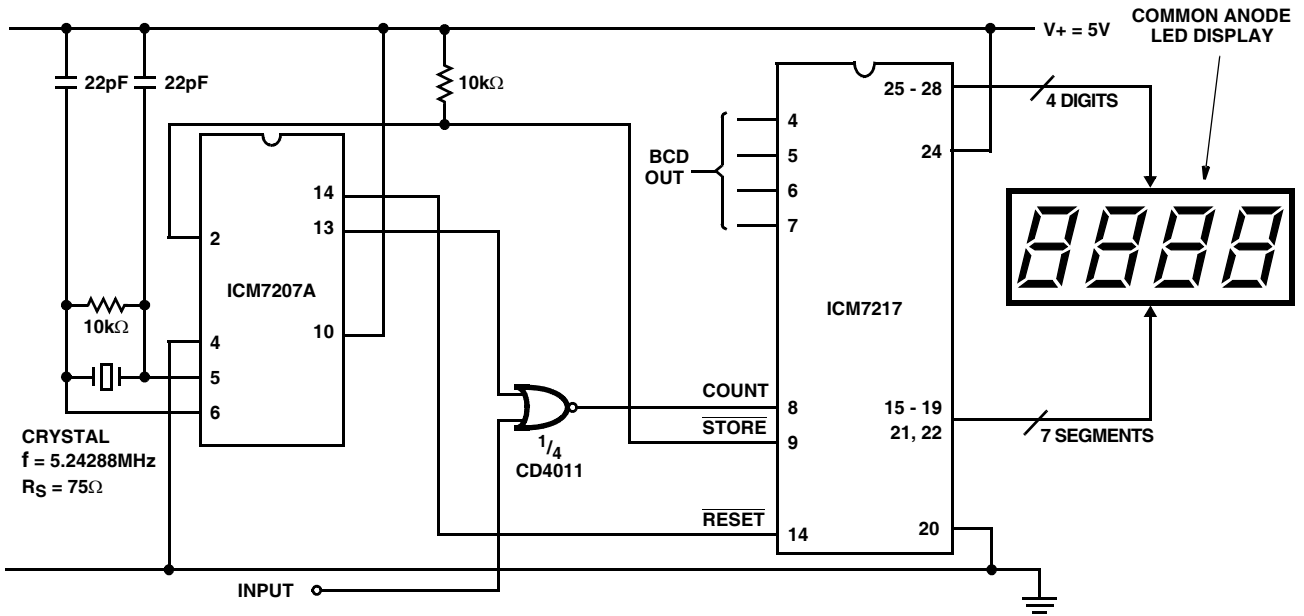 COMMON ANODE
LED DISPLAY
V+ = 5V
22pF
22pF
10kΩ
25 - 28
4 DIGITS
24
BCD
OUT
4
5
6
7
14
13
2
ICM7207A
10
10kΩ
4
5
6
ICM7217
CRYSTAL
f = 5.24288MHz
RS = 75Ω
1/4
CD4011
COUNT
8
STORE
9
15 - 19
21, 22
7 SEGMENTS
RESET
14
20
INPUT
8888